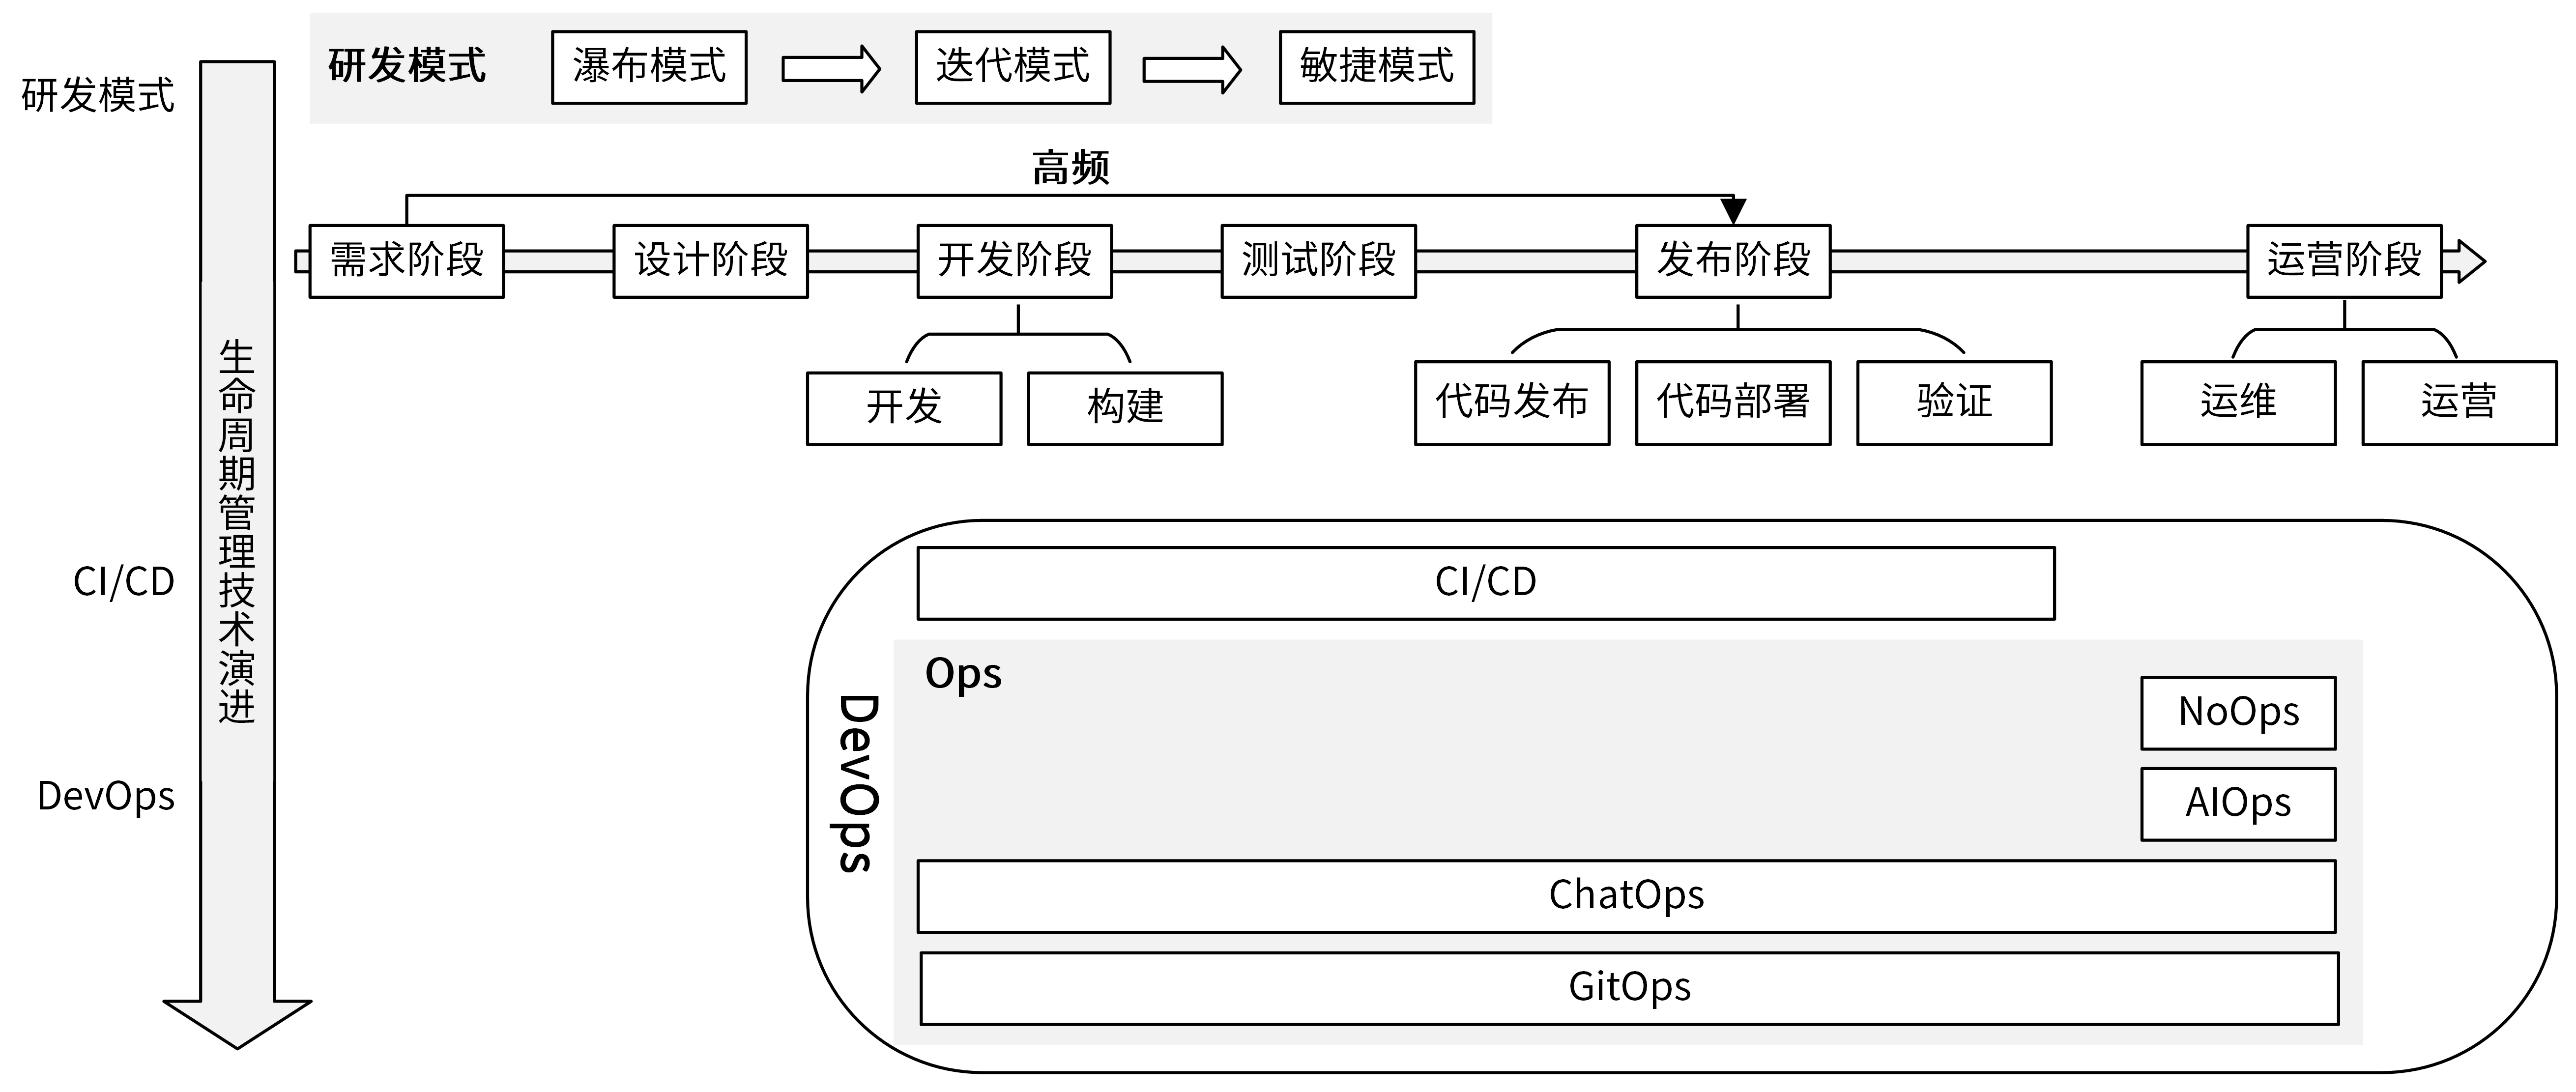 研发模式
研发模式
瀑布模式
迭代模式
敏捷模式
高频
需求阶段
设计阶段
开发阶段
测试阶段
发布阶段
运营阶段
开发
构建
代码发布
代码部署
验证
运维
运营
生命周期管理技术演进
CI/CD
CI/CD
DevOps
DevOps
Ops
NoOps
AIOps
ChatOps
GitOps